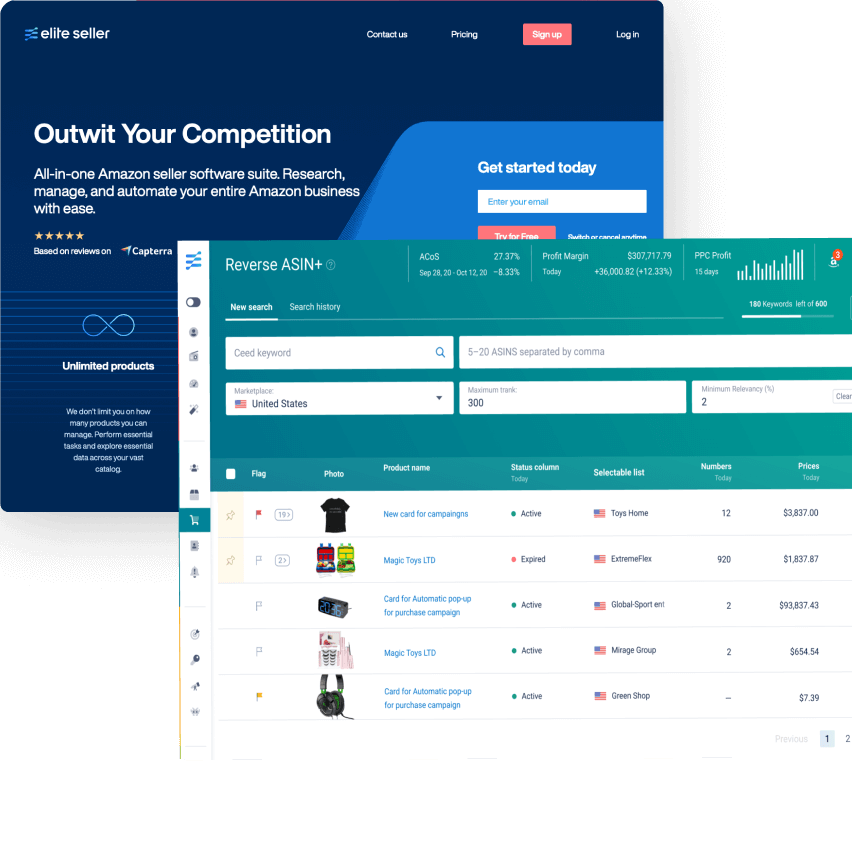 elite seller
Contact us
Pricing
Sign up
Log in
Outwit Your Competition
All-in-one Amazon seller software suite. Research,
manage, and automate your entire Amazon business
with ease.
Based on reviews on
Capterra
Get started today
Enter your email
Try for Free
Switch or cancel anytime
Unlimited products
We don't limit you on how
many products you can
manage. Perform essential
tasks and explore essential
data across your vast
catalog.
Reverse ASIN+ ?
ACoS 27.37%
Sep 28, 20 - Oct 12, 20 −8.33%
Profit Margin $307,717.79
Today +36,000.82 (+12.33%)
PPC Profit
15 days
3
New search
Search history
180 Keywords left of 600
Ceed keyword
5–20 ASINS separated by comma
Marketplace:
United States
Maximum trank:
300
Minimum Relevancy (%)
2
Clear
Flag
Photo
Product name
Status column
Today
Selectable list
Numbers
Today
Prices
Today
19
New card for campaingns
Active
Toys Home
12
$3,837.00
2
Magic Toys LTD
Expired
ExtremeFlex
920
$1,837.87
Card for Automatic pop-up
for purchase campaign
Active
Global-Sport ent
2
$93,837.43
Magic Toys LTD
Active
Mirage Group
2
$654.54
Card for Automatic pop-up
for purchase campaign
Active
Green Shop
–
$7.39
Previous
1
2